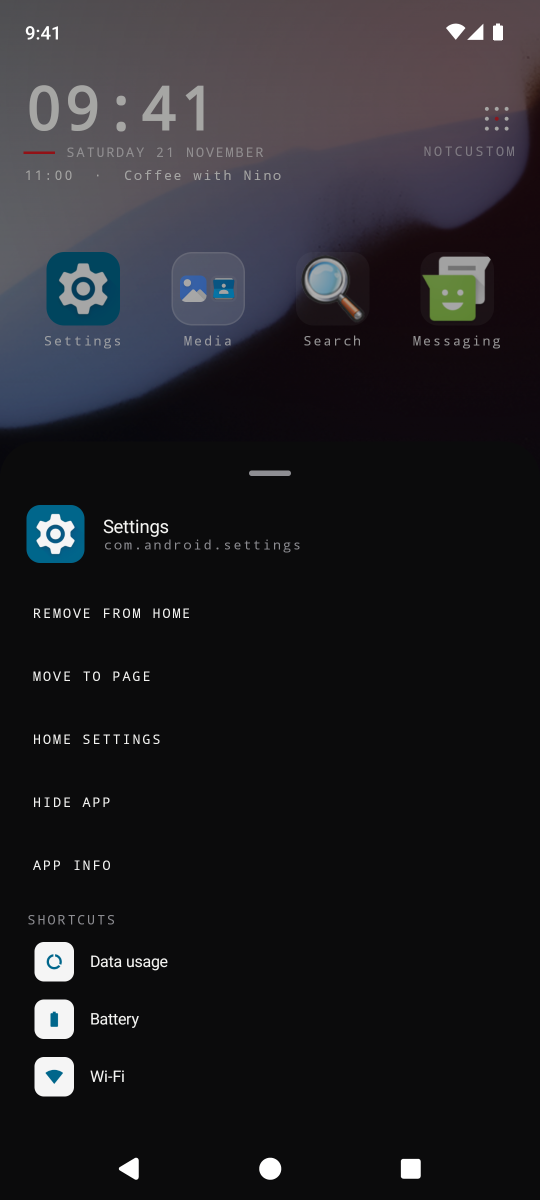 9:41
09:41
SATURDAY 21 NOVEMBER
NOTCUSTOM
11:00 · Coffee with Nino
Settings
Media
Search
Messaging
Settings
com.android.settings
REMOVE FROM HOME
MOVE TO PAGE
HOME SETTINGS
HIDE APP
APP INFO
SHORTCUTS
Data usage
Battery
Wi-Fi